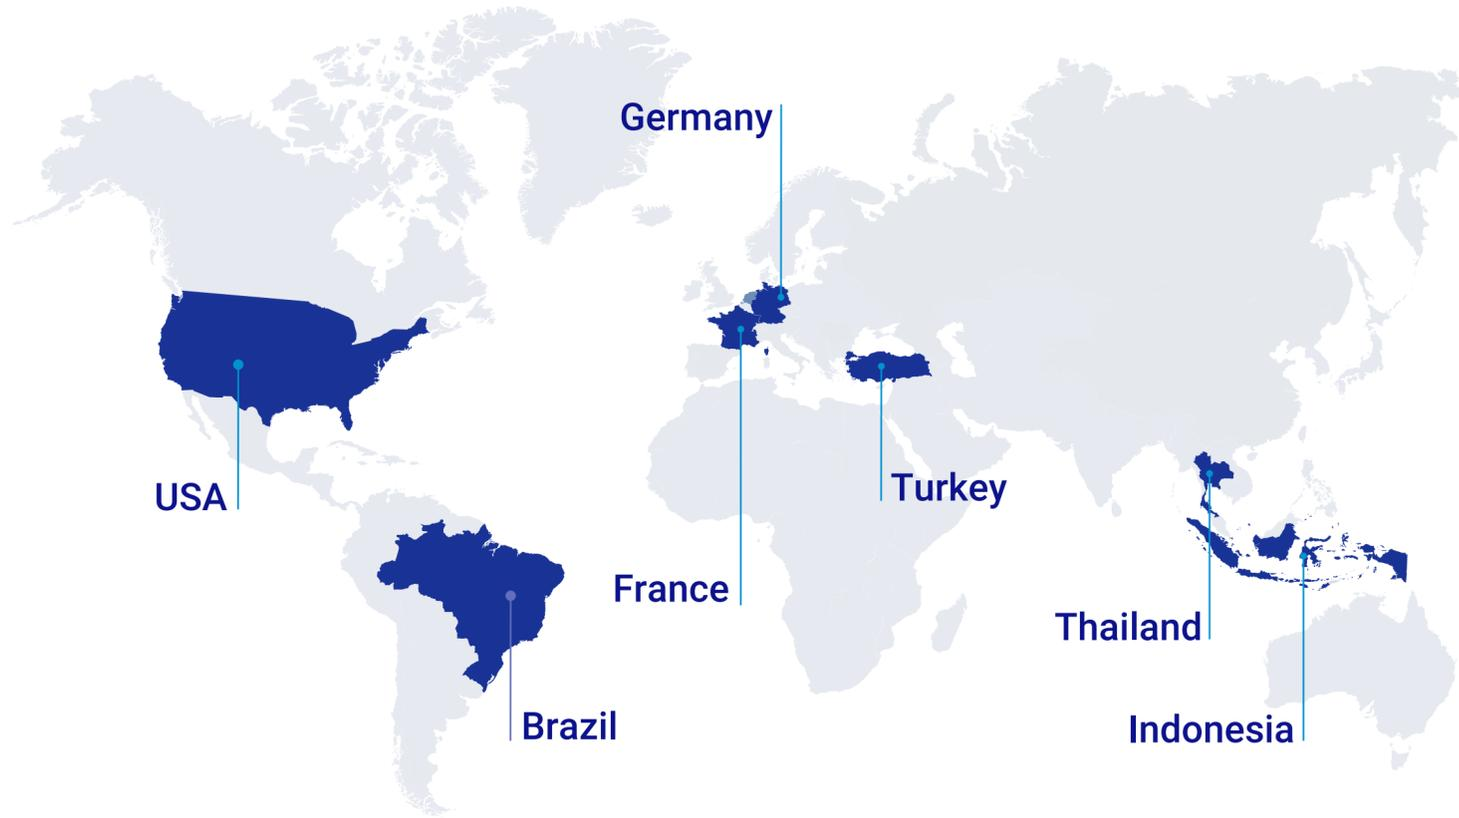 Germany
USA
Turkey
France
Thailand
Brazil
Indonesia